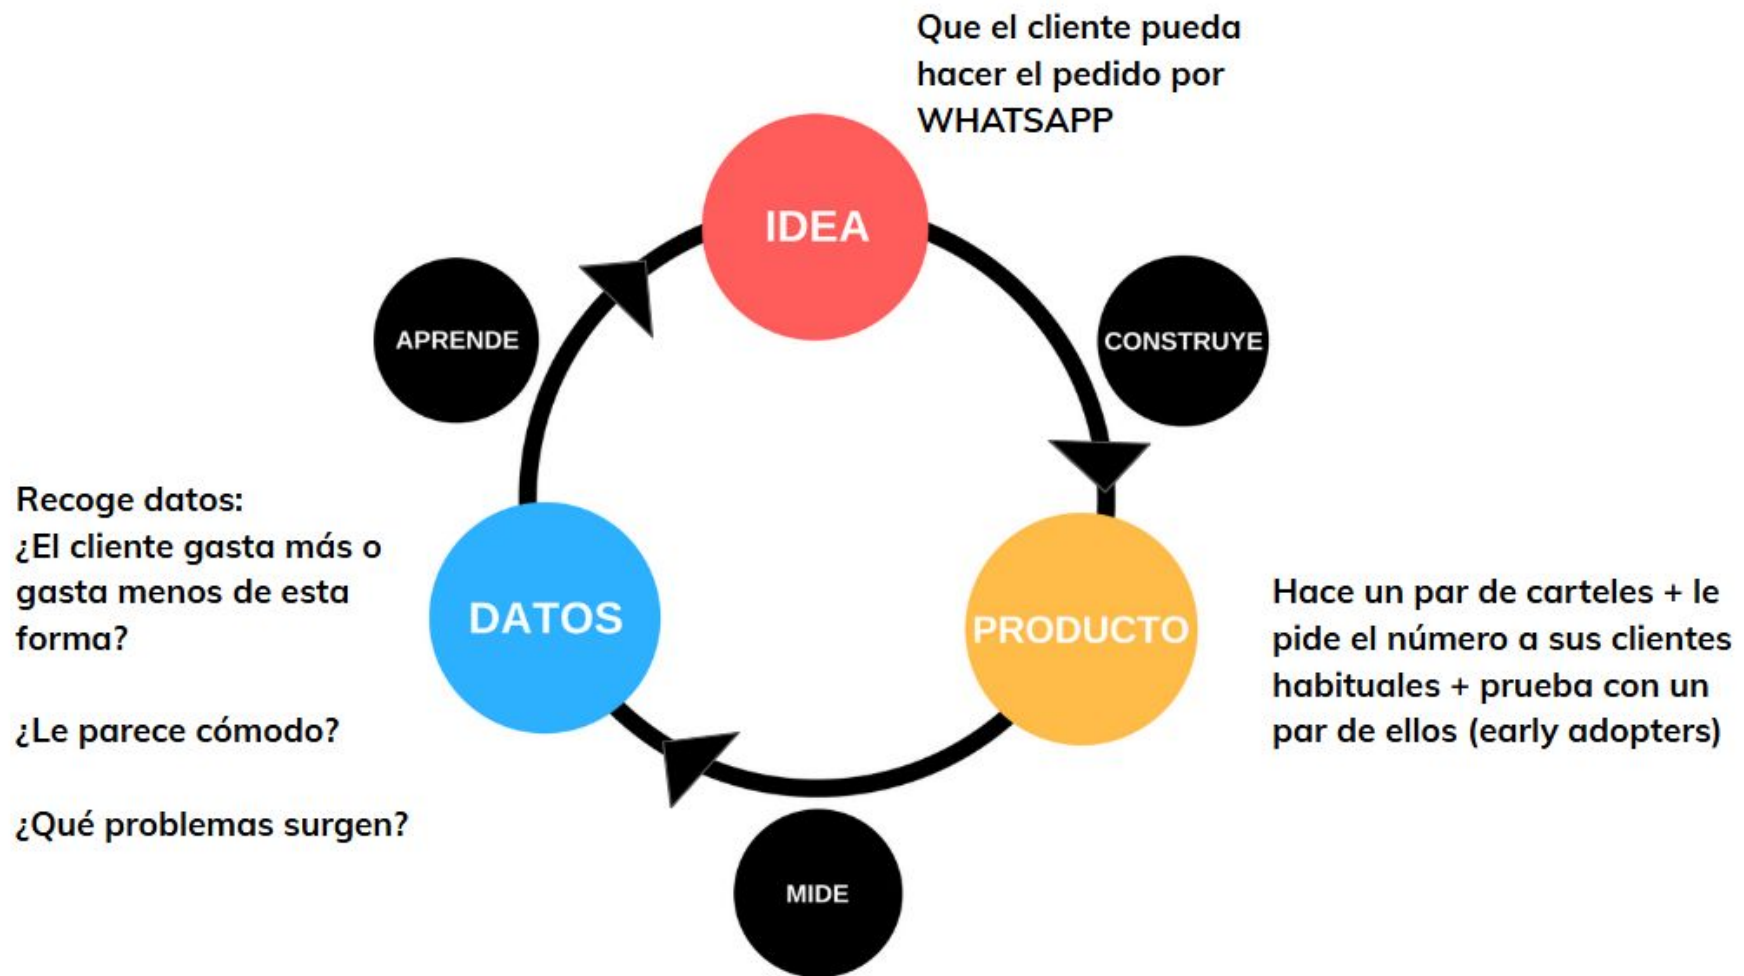 Que el cliente pueda
hacer el pedido por
WHATSAPP
IDEA
APRENDE
CONSTRUYE
Recoge datos:
¿El cliente gasta más o
gasta menos de esta
forma?
¿Le parece cómodo?
¿Qué problemas surgen?
DATOS
PRODUCTO
Hace un par de carteles + le
pide el número a sus clientes
habituales + prueba con un
par de ellos (early adopters)
MIDE